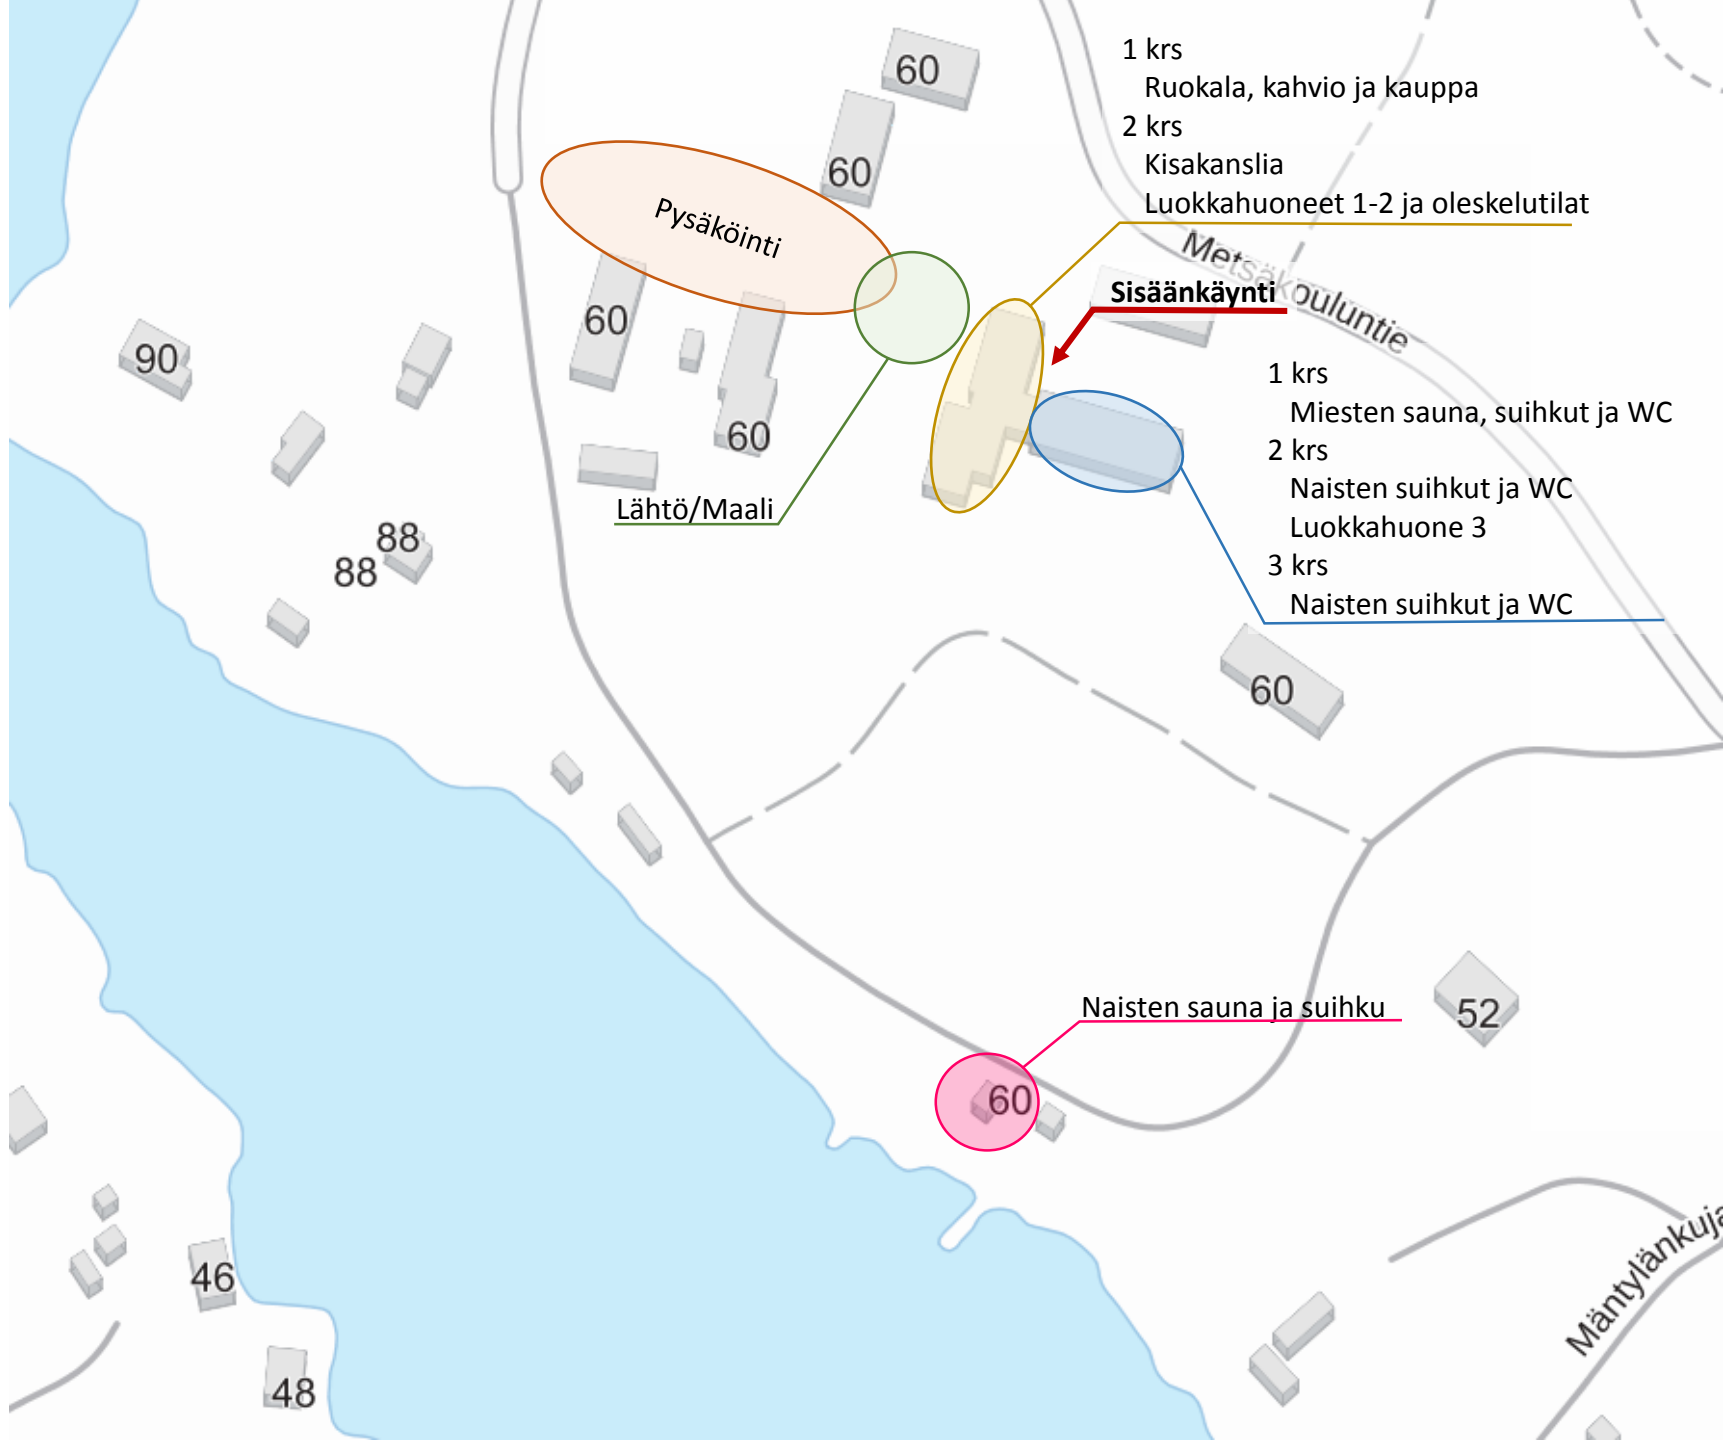 60
1 krs
Ruokala, kahvio ja kauppa
2 krs
Kisakanslia
Luokkahuoneet 1-2 ja oleskelutilat
60
Pysäköinti
Metsäkouluntie
Sisäänkäynti
60
90
60
1 krs
Miesten sauna, suihkut ja WC
2 krs
Naisten suihkut ja WC
Luokkahuone 3
3 krs
Naisten suihkut ja WC
Lähtö/Maali
88
88
60
Naisten sauna ja suihku
52
60
46
48
Mäntylänkuja